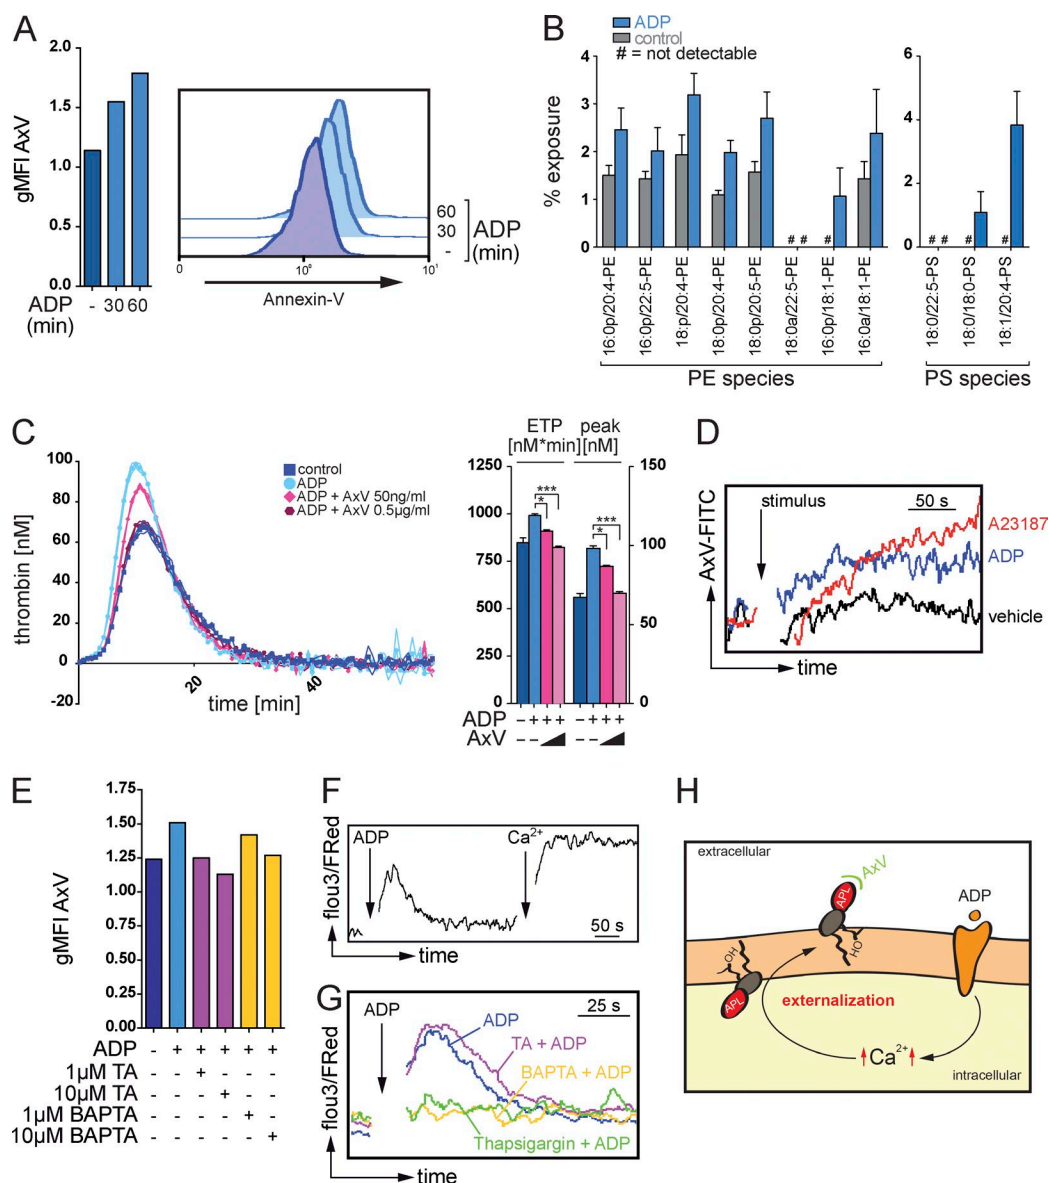 A
gMFI AxV
2.0
1.5
1.0
0.5
0.0
ADP
(min)
- 30 60
60
30
-
ADP
(min)
0
10⁰
10¹
Annexin-V
B
ADP
control
# = not detectable
% exposure
4
3
2
1
0
# # #
16:0p/20:4-PE
16:0p/22:5-PE
18:p/20:4-PE
18:0p/20:4-PE
18:0p/20:5-PE
18:0a/22:5-PE
16:0p/18:1-PE
16:0a/18:1-PE
PE species
6
4
2
0
# # # #
18:0/22:5-PS
18:0/18:0-PS
18:1/20:4-PS
PS species
C
thrombin [nM]
100
80
60
40
20
0
-20
20
40
time [min]
control
ADP
ADP + AxV 50ng/ml
ADP + AxV 0.5µg/ml
ETP
[nM*min]
peak
[nM]
1250
1000
750
500
250
0
150
100
50
0
***
*
***
*
ADP - + + + - + + +
AxV - - - -
D
AxV-FITC
stimulus
50 s
A23187
ADP
vehicle
time
E
gMFI AxV
1.75
1.50
1.25
1.00
0.75
0.50
0.25
0.00
ADP - + + + + +
1µM TA - - + - - -
10µM TA - - - + - -
1µM BAPTA - - - - + -
10µM BAPTA - - - - - +
F
flou3/FRed
ADP
Ca²⁺
50 s
time
G
flou3/FRed
ADP
25 s
ADP
TA + ADP
BAPTA + ADP
Thapsigargin + ADP
time
H
extracellular
AxV
APL
ADP
HO
OH
APL
externalization
Ca²⁺
intracellular